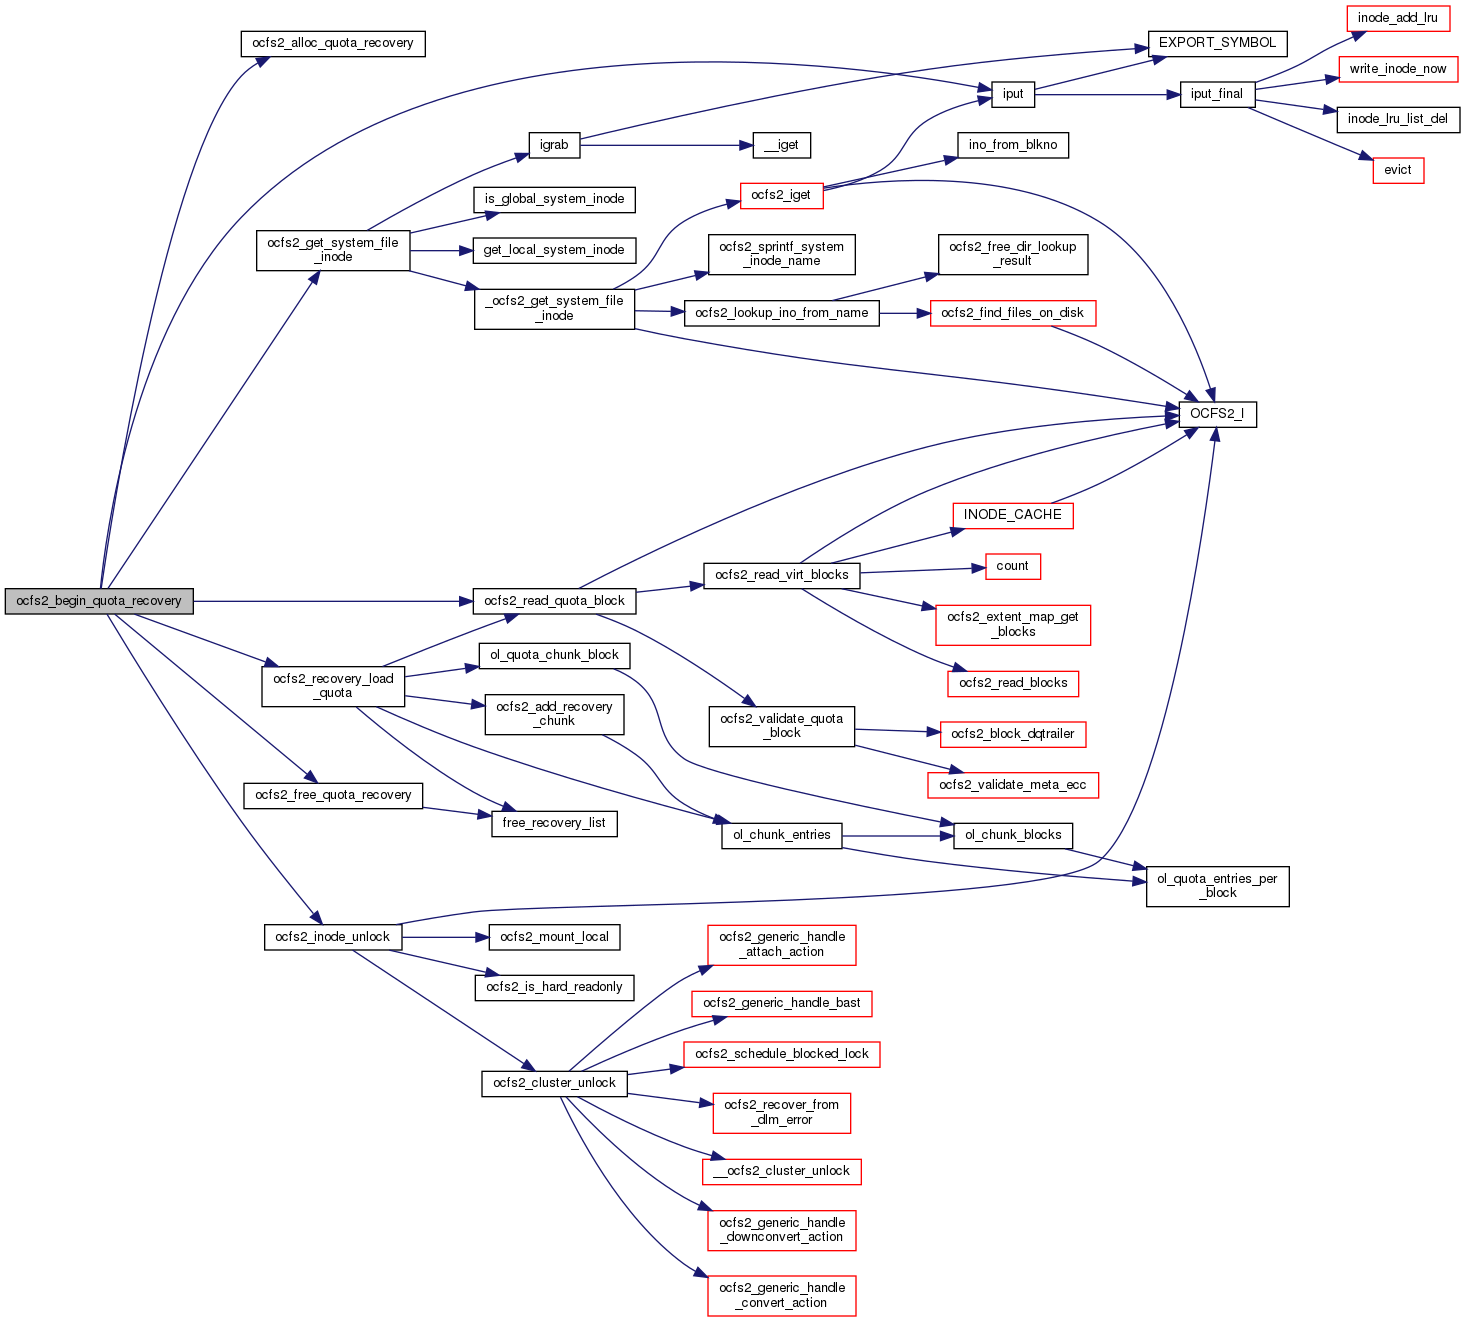 inode_add_lru
ocfs2_alloc_quota_recovery
EXPORT_SYMBOL
write_inode_now
iput
iput_final
inode_lru_list_del
igrab
__iget
ino_from_blkno
evict
is_global_system_inode
ocfs2_iget
ocfs2_get_system_file
_inode
get_local_system_inode
ocfs2_sprintf_system
_inode_name
ocfs2_free_dir_lookup
_result
_ocfs2_get_system_file
_inode
ocfs2_lookup_ino_from_name
ocfs2_find_files_on_disk
OCFS2_I
INODE_CACHE
ocfs2_begin_quota_recovery
ocfs2_read_quota_block
ocfs2_read_virt_blocks
count
ocfs2_extent_map_get
_blocks
ol_quota_chunk_block
ocfs2_recovery_load
_quota
ocfs2_read_blocks
ocfs2_add_recovery
_chunk
ocfs2_validate_quota
_block
ocfs2_block_dqtrailer
ocfs2_validate_meta_ecc
ocfs2_free_quota_recovery
free_recovery_list
ol_chunk_entries
ol_chunk_blocks
ol_quota_entries_per
_block
ocfs2_inode_unlock
ocfs2_mount_local
ocfs2_generic_handle
_attach_action
ocfs2_is_hard_readonly
ocfs2_generic_handle_bast
ocfs2_schedule_blocked_lock
ocfs2_cluster_unlock
ocfs2_recover_from
_dlm_error
__ocfs2_cluster_unlock
ocfs2_generic_handle
_downconvert_action
ocfs2_generic_handle
_convert_action